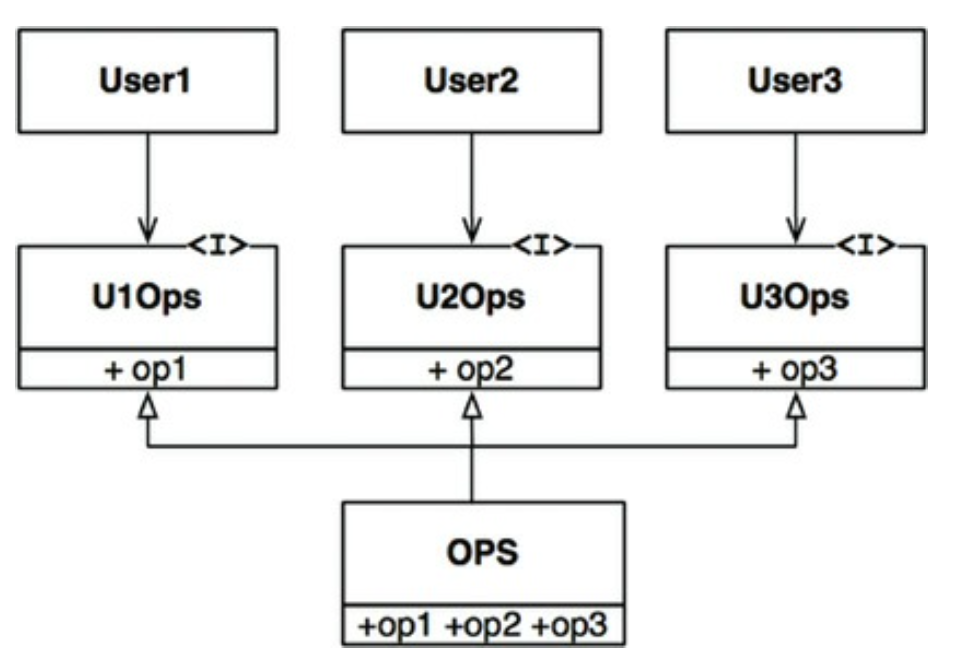 User1 User2 User3
<I> <I> <I>
U1Ops U2Ops U3Ops
+ op1 + op2 + op3
OPS
+op1 +op2 +op3